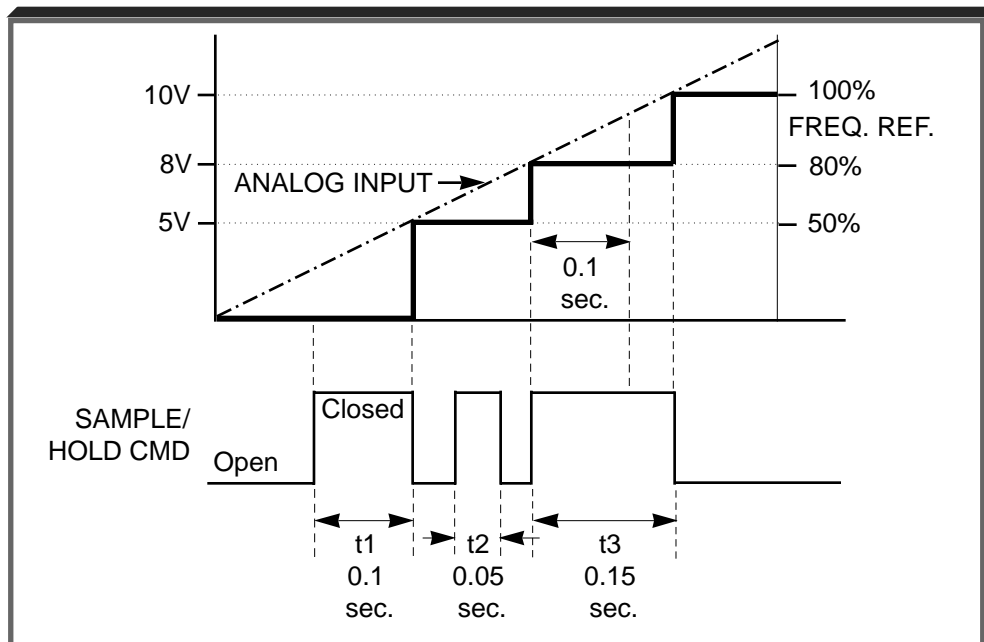 10V
100%
FREQ. REF.
8V
80%
ANALOG INPUT
5V
50%
0.1
sec.
SAMPLE/
HOLD CMD
Closed
Open
t1
0.1
sec.
t2
0.05
sec.
t3
0.15
sec.